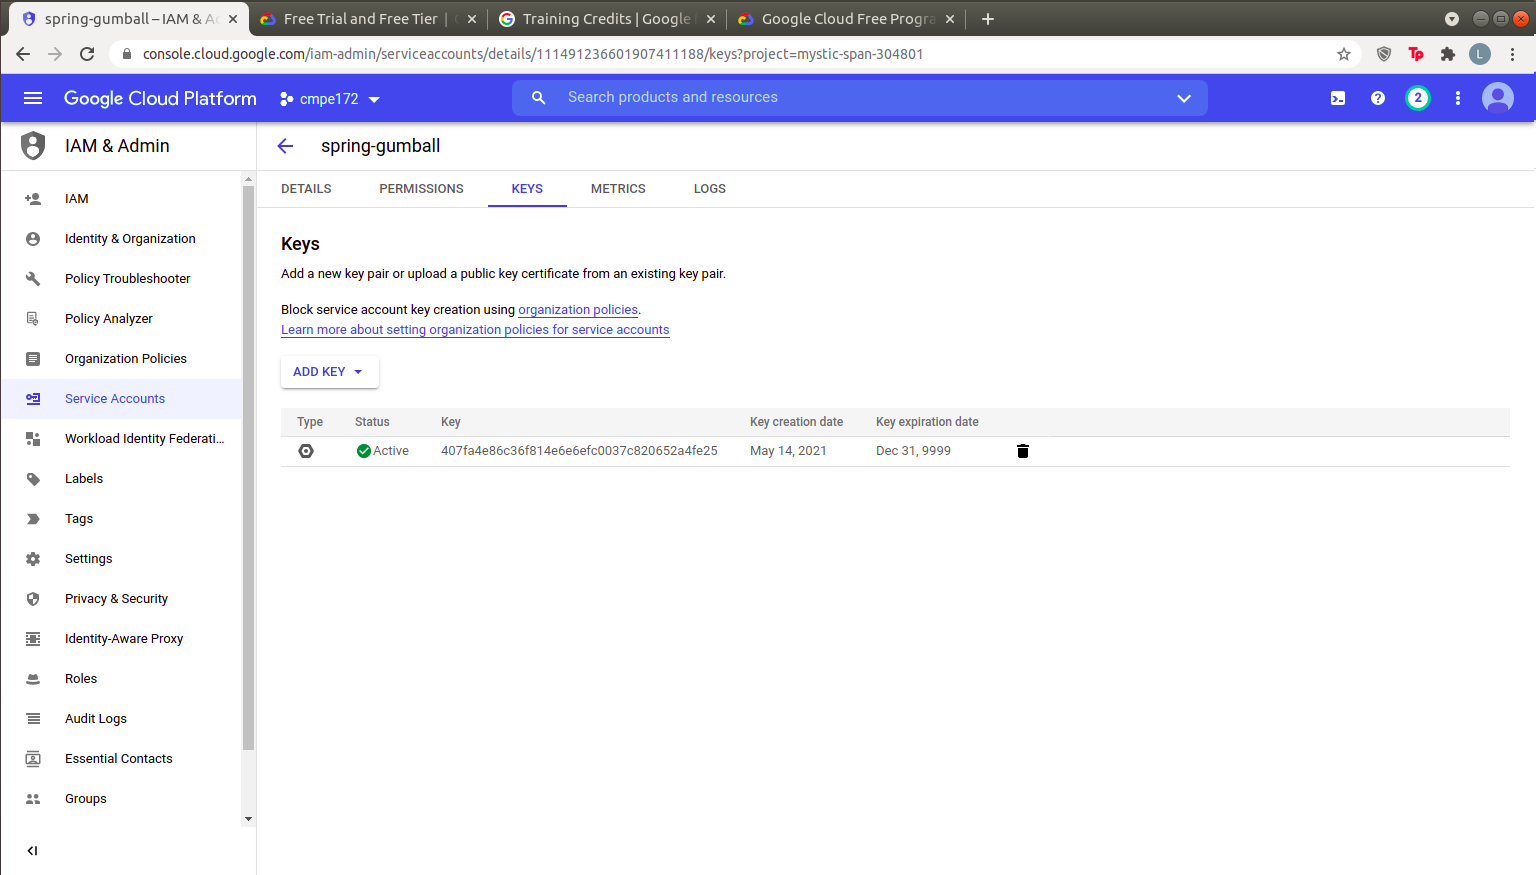 spring-gumball – IAM & Ad
Free Trial and Free Tier |
Training Credits | Google
Google Cloud Free Progra
console.cloud.google.com/iam-admin/serviceaccounts/details/111491236601907411188/keys?project=mystic-span-304801
Tp
L
Google Cloud Platform
cmpe172
Search products and resources
2
IAM & Admin
spring-gumball
DETAILS
PERMISSIONS
KEYS
METRICS
LOGS
IAM
Identity & Organization
Policy Troubleshooter
Policy Analyzer
Organization Policies
Service Accounts
Workload Identity Federati...
Labels
Tags
Settings
Privacy & Security
Identity-Aware Proxy
Roles
Audit Logs
Essential Contacts
Groups
Keys
Add a new key pair or upload a public key certificate from an existing key pair.
Block service account key creation using organization policies.
Learn more about setting organization policies for service accounts
ADD KEY
Type Status Key Key creation date Key expiration date
Active 407fa4e86c36f814e6e6efc0037c820652a4fe25 May 14, 2021 Dec 31, 9999